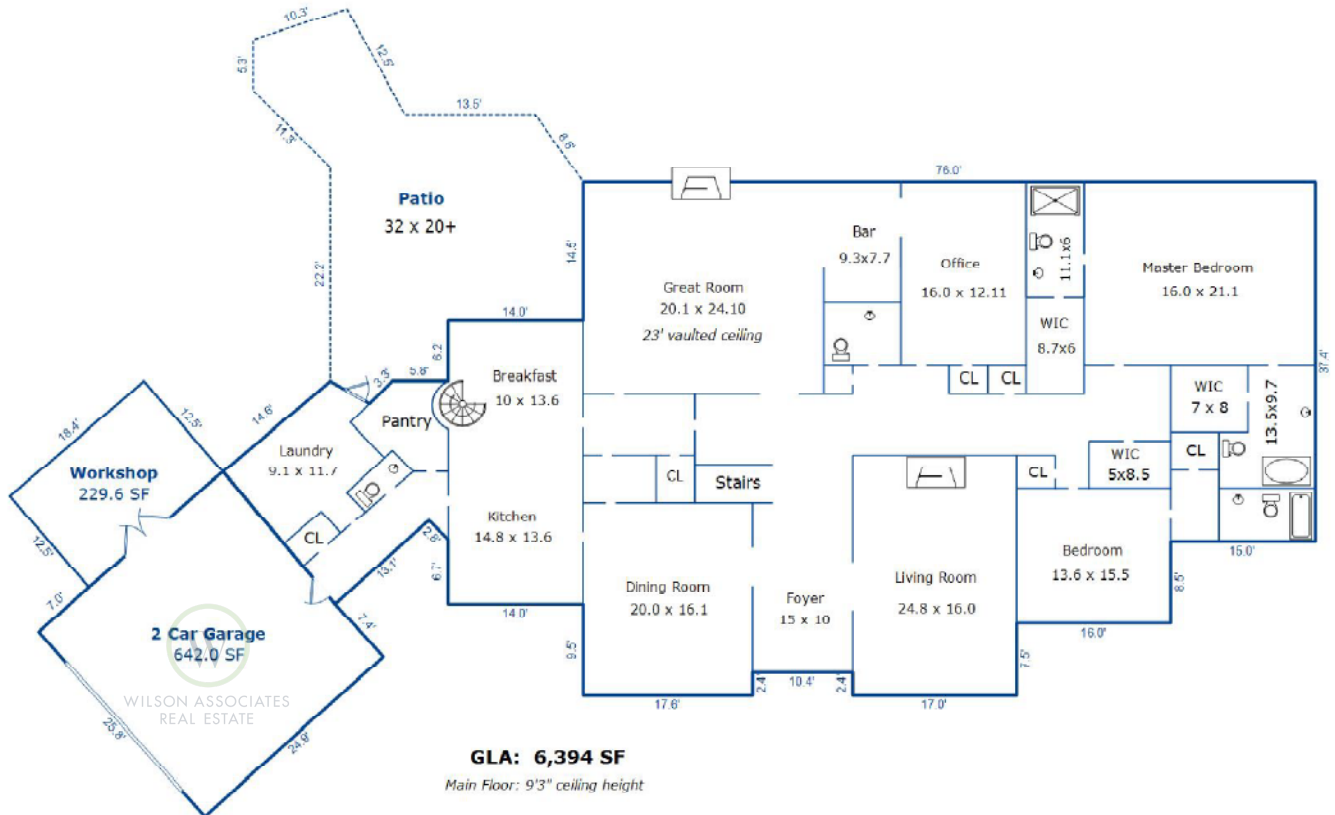 10.3'
5.3'
12.5'
11.3'
13.5'
8.6'
22.2'
Patio
32 x 20+
14.5'
14.0'
6.2'
5.8'
3.3'
76.0'
Great Room
20.1 x 24.10
23' vaulted ceiling
Bar
9.3x7.7
Office
16.0 x 12.11
11.1x6
WIC
8.7x6
Master Bedroom
16.0 x 21.1
37.4'
CL
CL
WIC
7 x 8
13.5x9.7
WIC
5x8.5
CL
CL
Breakfast
10 x 13.6
Pantry
Laundry
9.1 x 11.7
CL
14.6'
12.5'
18.4'
Workshop
229.6 SF
12.5'
7.0'
2 Car Garage
642.0 SF
W
WILSON ASSOCIATES
REAL ESTATE
25.8'
24.9'
7.4'
13.1'
2.8'
6.7'
14.0'
Kitchen
14.8 x 13.6
CL
Stairs
Dining Room
20.0 x 16.1
9.5'
17.6'
2.4'
Foyer
15 x 10
10.4'
2.4'
Living Room
24.8 x 16.0
17.0'
7.5'
Bedroom
13.6 x 15.5
16.0'
8.5'
15.0'
GLA: 6,394 SF
Main Floor: 9'3" ceiling height